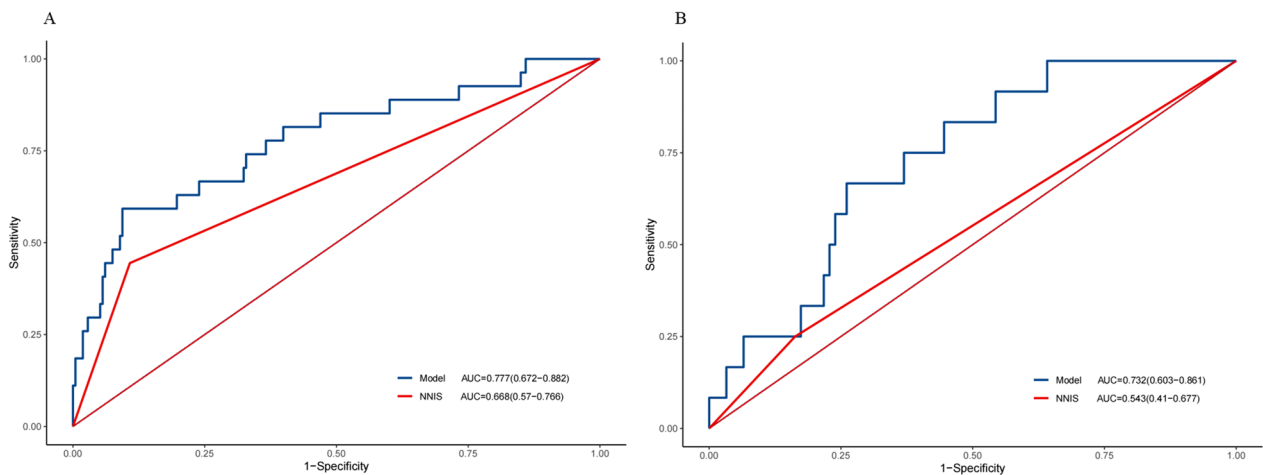 A
1.00
0.75
0.50
0.25
0.00
Sensitivity
Model AUC=0.777(0.672−0.882)
NNIS AUC=0.668(0.57−0.766)
0.00 0.25 0.50 0.75 1.00
1−Specificity
B
1.00
0.75
0.50
0.25
0.00
Sensitivity
Model AUC=0.732(0.603−0.861)
NNIS AUC=0.543(0.41−0.677)
0.00 0.25 0.50 0.75 1.00
1−Specificity